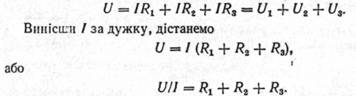 U = IR₁ + IR₂ + IR₃ = U₁ + U₂ + U₃.
Винісши I за дужку, дістанемо
U = I (R₁ + R₂ + R₃),
або
U/I = R₁ + R₂ + R₃.